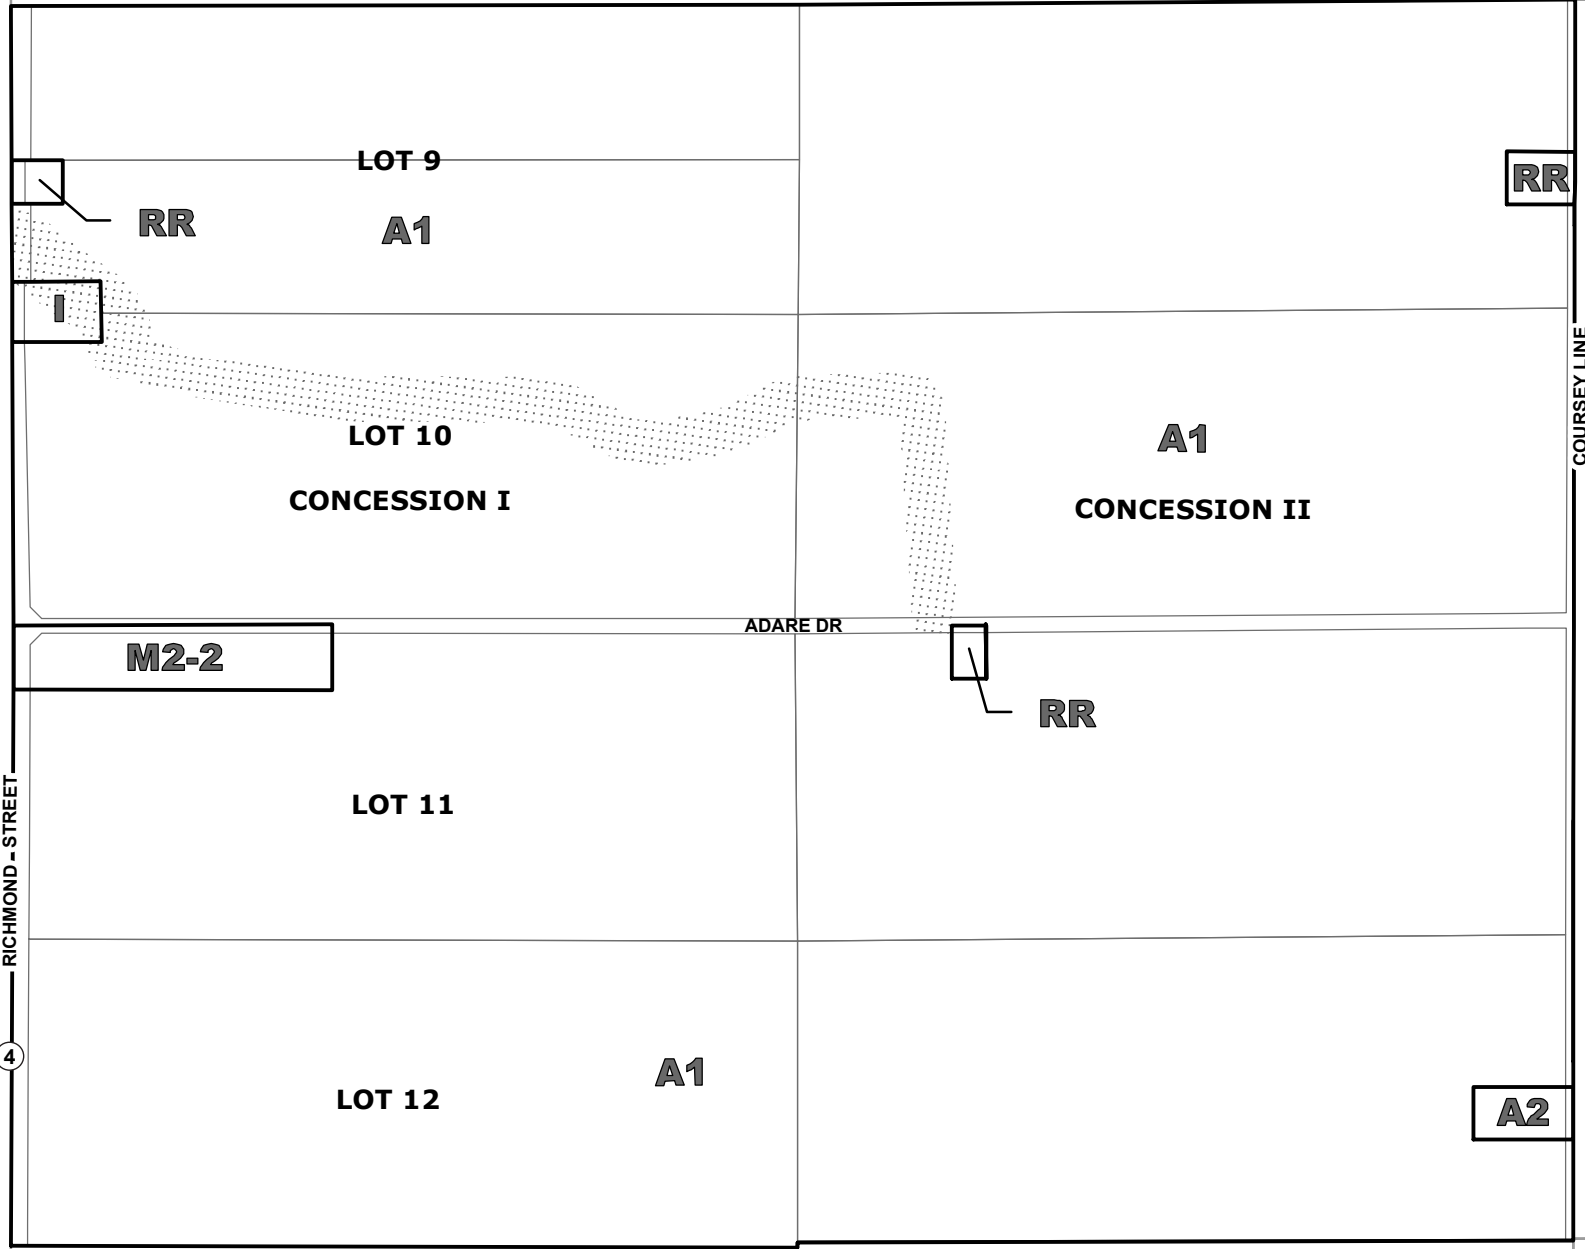 LOT 9
RR
RR
A1
I
COURSEY LINE
LOT 10
A1
CONCESSION I
CONCESSION II
ADARE DR
M2-2
RR
LOT 11
RICHMOND - STREET
4
A1
LOT 12
A2